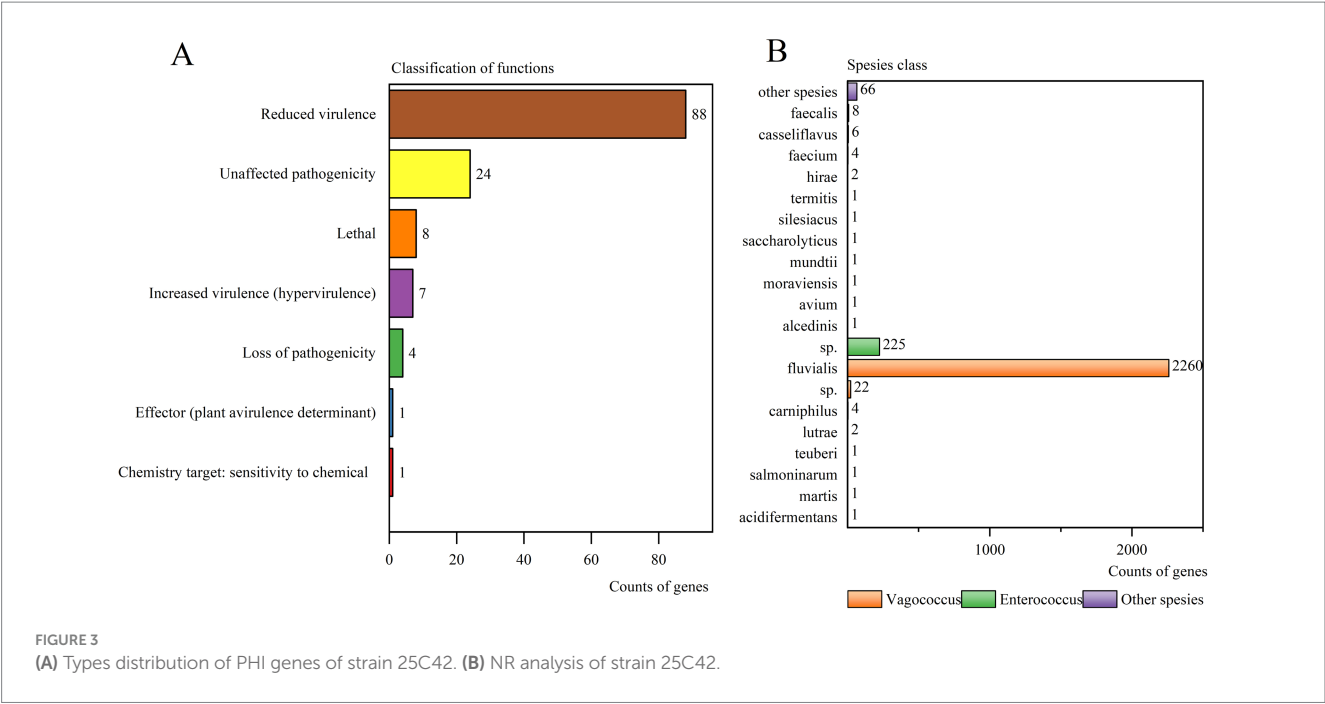 A
Classification of functions
Reduced virulence 88
Unaffected pathogenicity 24
Lethal 8
Increased virulence (hypervirulence) 7
Loss of pathogenicity 4
Effector (plant avirulence determinant) 1
Chemistry target: sensitivity to chemical 1
0 20 40 60 80
Counts of genes
B
Spesies class
other spesies 66
faecalis 8
casseliflavus 6
faecium 4
hirae 2
termitis 1
silesiacus 1
saccharolyticus 1
mundtii 1
moraviensis 1
avium 1
alcedinis 1
sp. 225
fluvialis 2260
sp. 22
carniphilus 4
lutrae 2
teuberi 1
salmoninarum 1
martis 1
acidifermentans 1
1000 2000
Counts of genes
Vagococcus Enterococcus Other spesies
FIGURE 3
(A) Types distribution of PHI genes of strain 25C42. (B) NR analysis of strain 25C42.